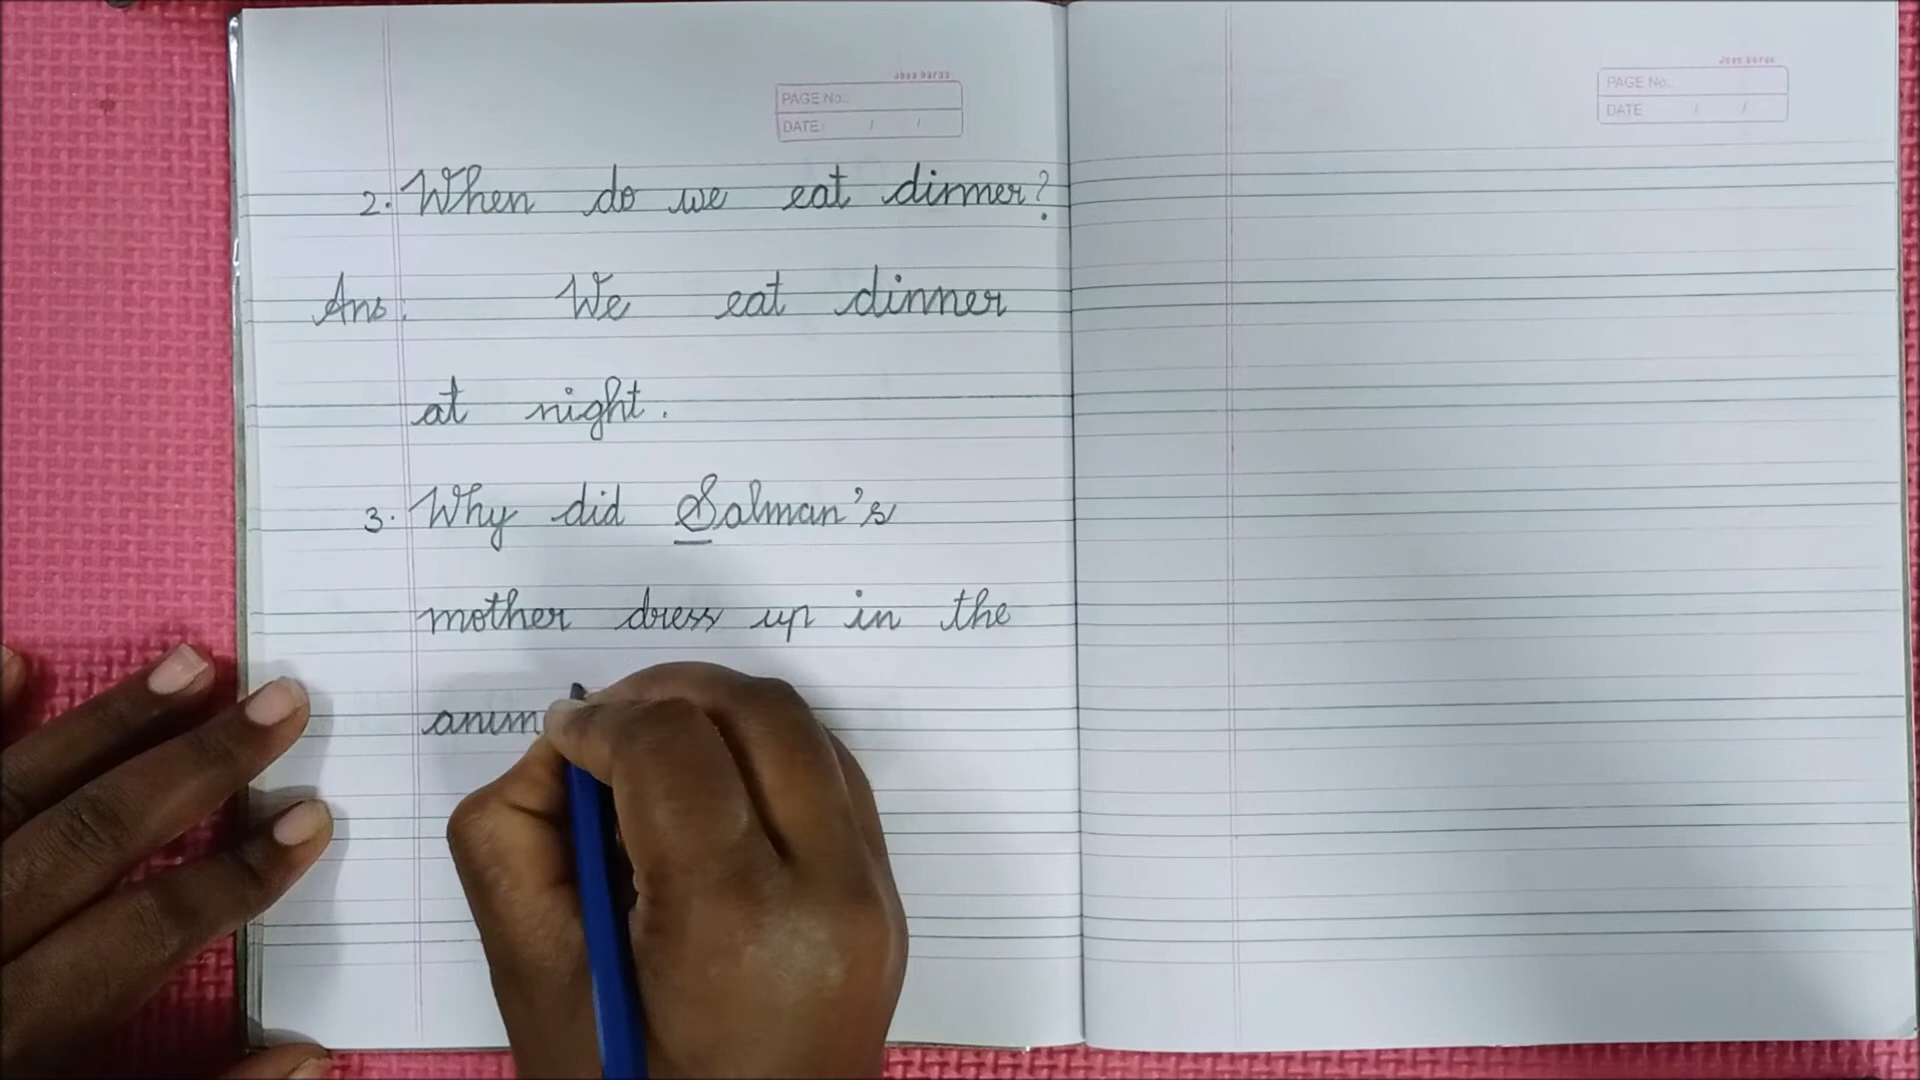 PAGE No.:
DATE: / /
2. When do we eat dinner?
Ans: We eat dinner
at night.
3. Why did Salman's
mother dress up in the
anim
PAGE No.:
DATE / /